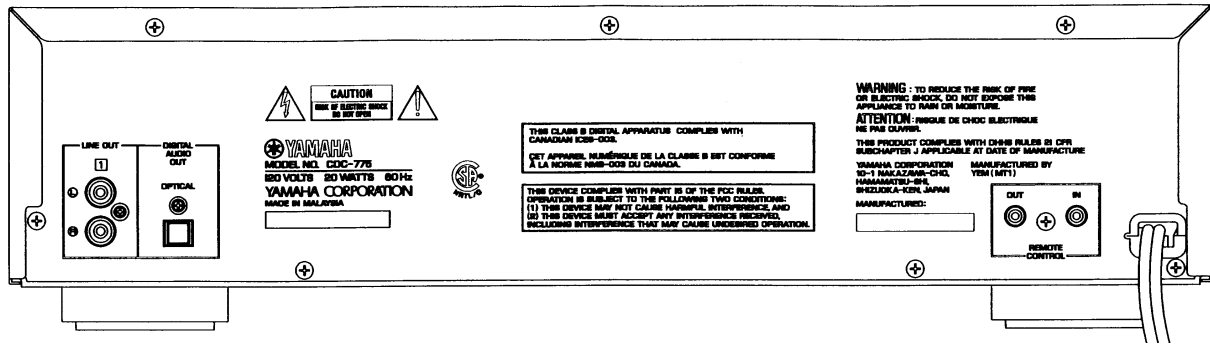 LINE OUT
1
L
R
DIGITAL
AUDIO
OUT
OPTICAL
CAUTION
RISK OF ELECTRIC SHOCK
DO NOT OPEN
YAMAHA
MODEL NO. CDC-775
120 VOLTS 20 WATTS 60 Hz
YAMAHA CORPORATION
MADE IN MALAYSIA
NRTL/C
THIS CLASS B DIGITAL APPARATUS COMPLIES WITH
CANADIAN ICES-003.
CET APPAREIL NUMÉRIQUE DE LA CLASSE B EST CONFORME
À LA NORME NMB-003 DU CANADA.
THIS DEVICE COMPLIES WITH PART 15 OF THE FCC RULES.
OPERATION IS SUBJECT TO THE FOLLOWING TWO CONDITIONS:
(1) THIS DEVICE MAY NOT CAUSE HARMFUL INTERFERENCE, AND
(2) THIS DEVICE MUST ACCEPT ANY INTERFERENCE RECEIVED,
INCLUDING INTERFERENCE THAT MAY CAUSE UNDESIRED OPERATION.
WARNING : TO REDUCE THE RISK OF FIRE
OR ELECTRIC SHOCK, DO NOT EXPOSE THIS
APPLIANCE TO RAIN OR MOISTURE.
ATTENTION : RISQUE DE CHOC ELECTRIQUE
NE PAS OUVRIR.
THIS PRODUCT COMPLIES WITH DHHS RULES 21 CFR
SUBCHAPTER J APPLICABLE AT DATE OF MANUFACTURE
YAMAHA CORPORATION
10-1 NAKAZAWA-CHO,
HAMAMATSU-SHI,
SHIZUOKA-KEN, JAPAN
MANUFACTURED BY
YEM (MT1)
MANUFACTURED:
OUT
IN
REMOTE
CONTROL